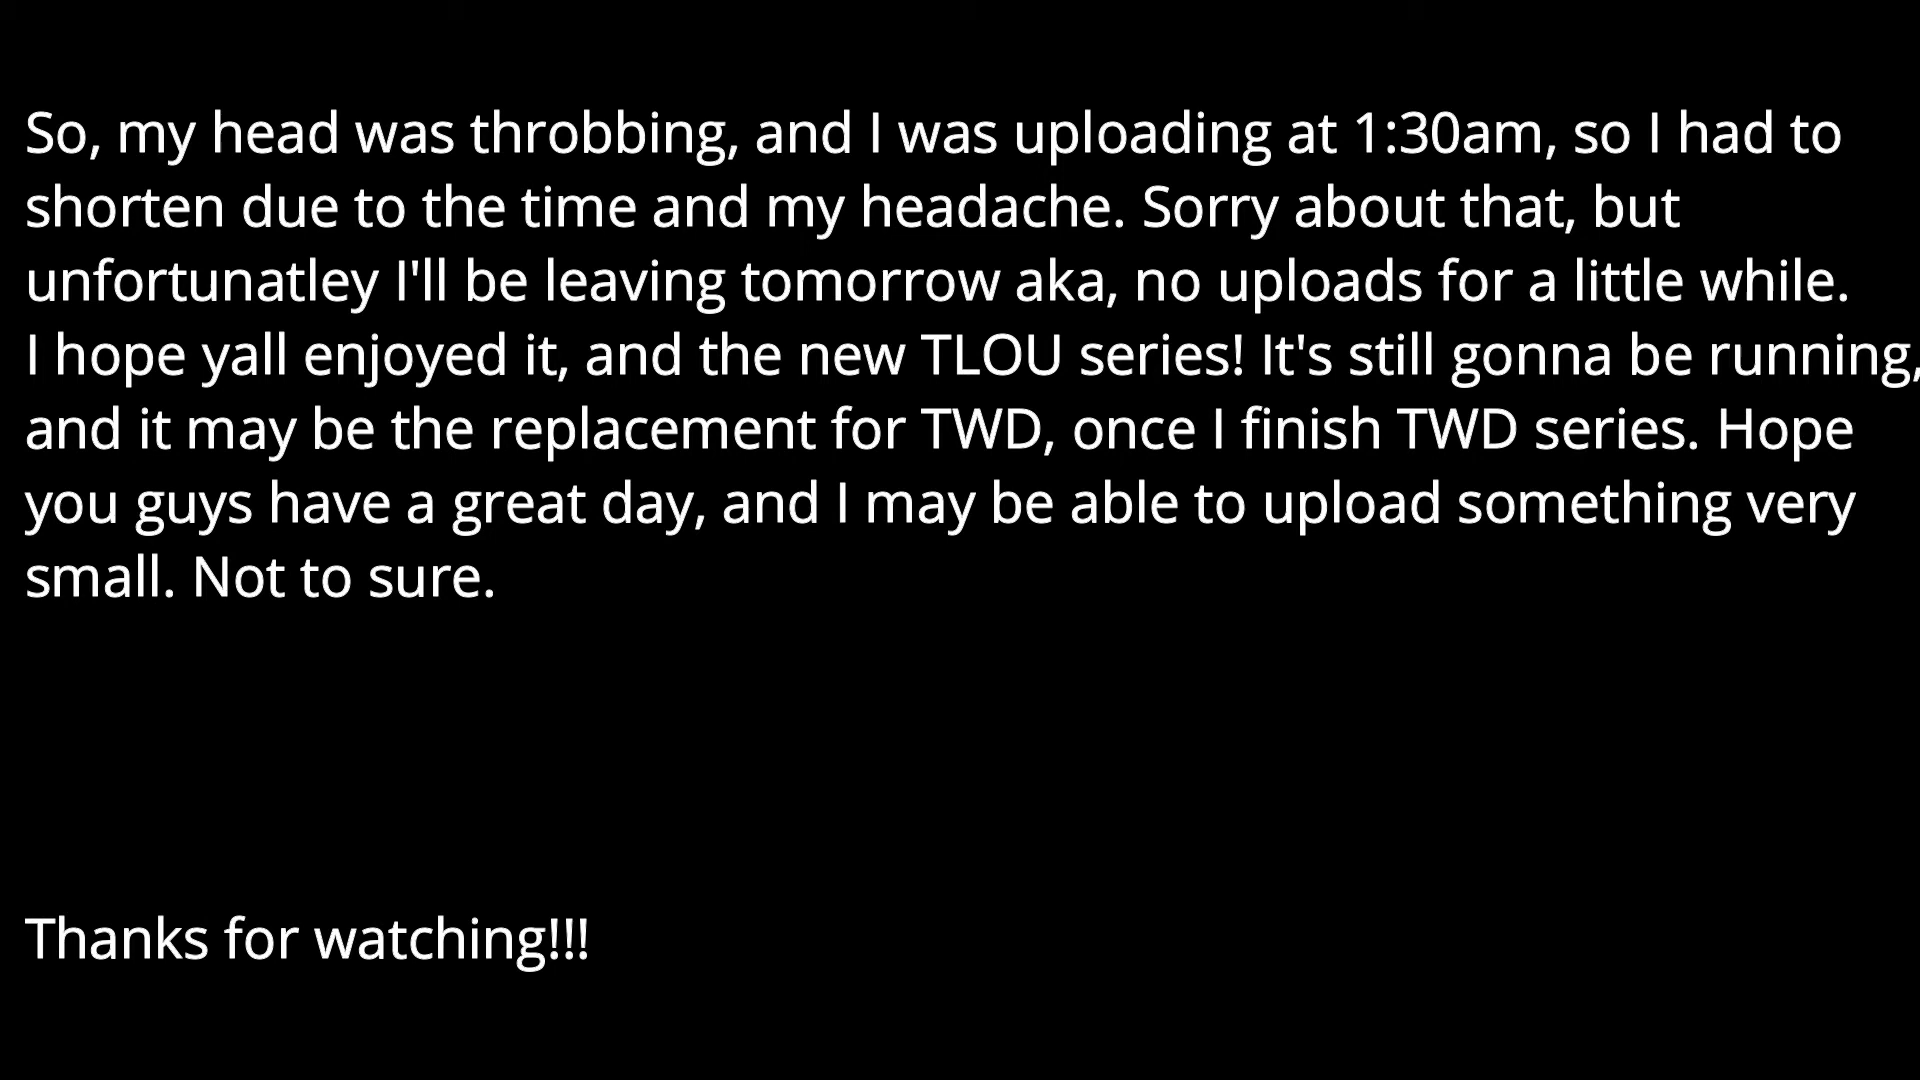 So, my head was throbbing, and I was uploading at 1:30am, so I had to
shorten due to the time and my headache. Sorry about that, but
unfortunatley I'll be leaving tomorrow aka, no uploads for a little while.
I hope yall enjoyed it, and the new TLOU series! It's still gonna be running,
and it may be the replacement for TWD, once I finish TWD series. Hope
you guys have a great day, and I may be able to upload something very
small. Not to sure.
Thanks for watching!!!